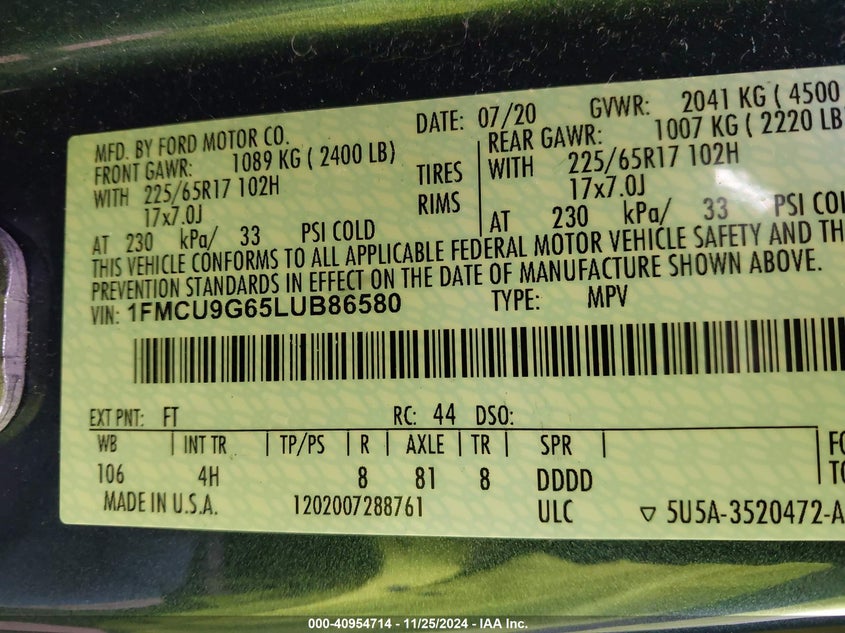 MFD. BY FORD MOTOR CO. DATE: 07/20 GVWR: 2041 KG ( 4500
FRONT GAWR: 1089 KG ( 2400 LB) REAR GAWR: 1007 KG ( 2220 LB
WITH 225/65R17 102H TIRES WITH 225/65R17 102H
17x7.0J RIMS 17x7.0J
AT 230 kPa/ 33 PSI COLD AT 230 kPa/ 33 PSI COL
THIS VEHICLE CONFORMS TO ALL APPLICABLE FEDERAL MOTOR VEHICLE SAFETY AND TH
PREVENTION STANDARDS IN EFFECT ON THE DATE OF MANUFACTURE SHOWN ABOVE.
VIN: 1FMCU9G65LUB86580 TYPE: MPV
EXT PNT: FT RC: 44 DSO:
WB INT TR TP/PS R AXLE TR SPR FO
106 4H 8 81 8 DDDD TO
MADE IN U.S.A. 1202007288761 ULC ▽ 5U5A-3520472-A
000-40954714 - 11/25/2024 - IAA Inc.